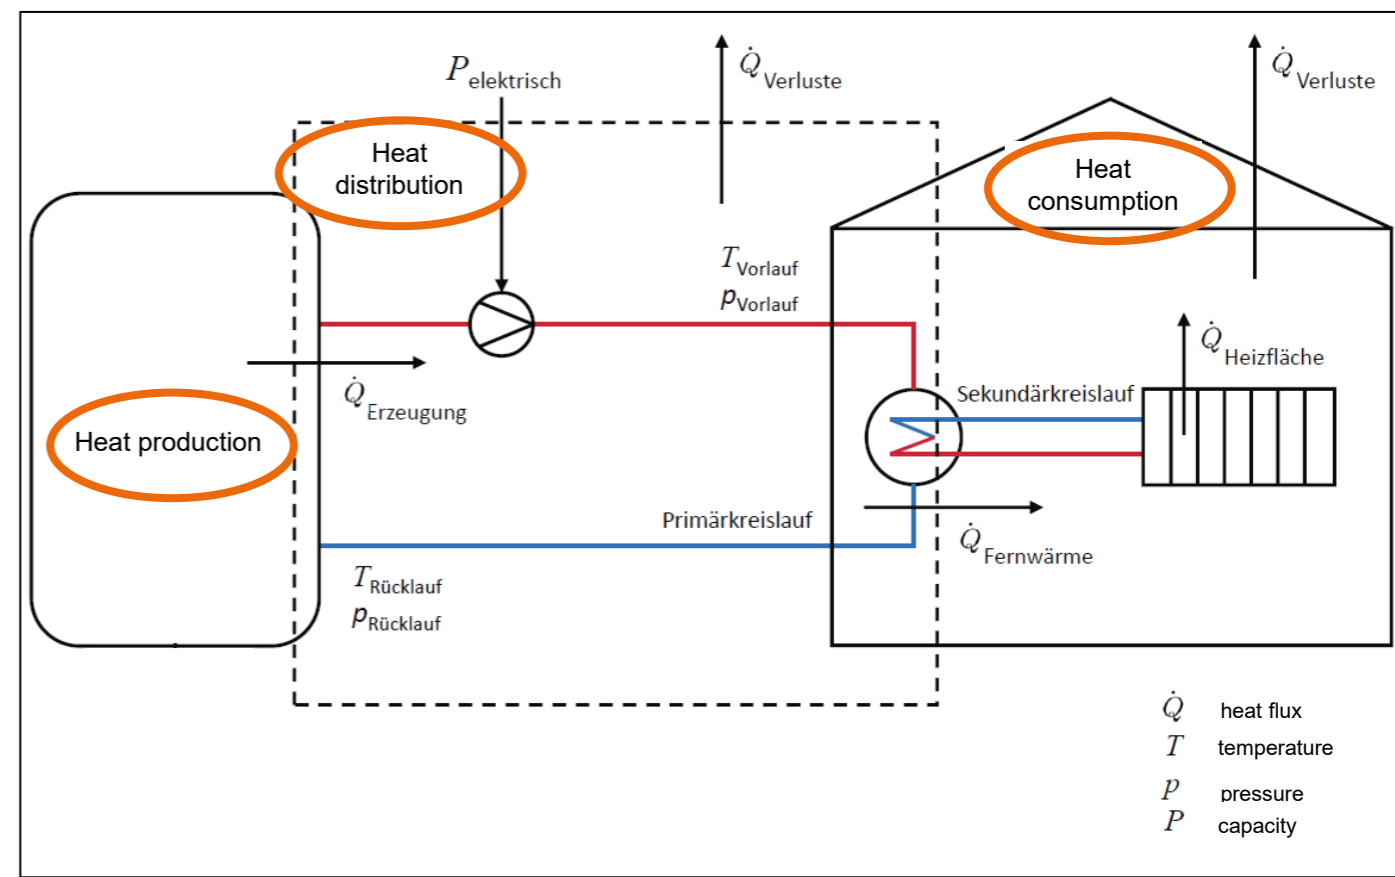 P elektrisch
Q̇ Verluste
Q̇ Verluste
Heat
distribution
Heat
consumption
T Vorlauf
p Vorlauf
Q̇ Heizfläche
Q̇ Erzeugung
Sekundärkreislauf
Heat production
Primärkreislauf
Q̇ Fernwärme
T Rücklauf
p Rücklauf
Q̇ heat flux
T temperature
p pressure
P capacity